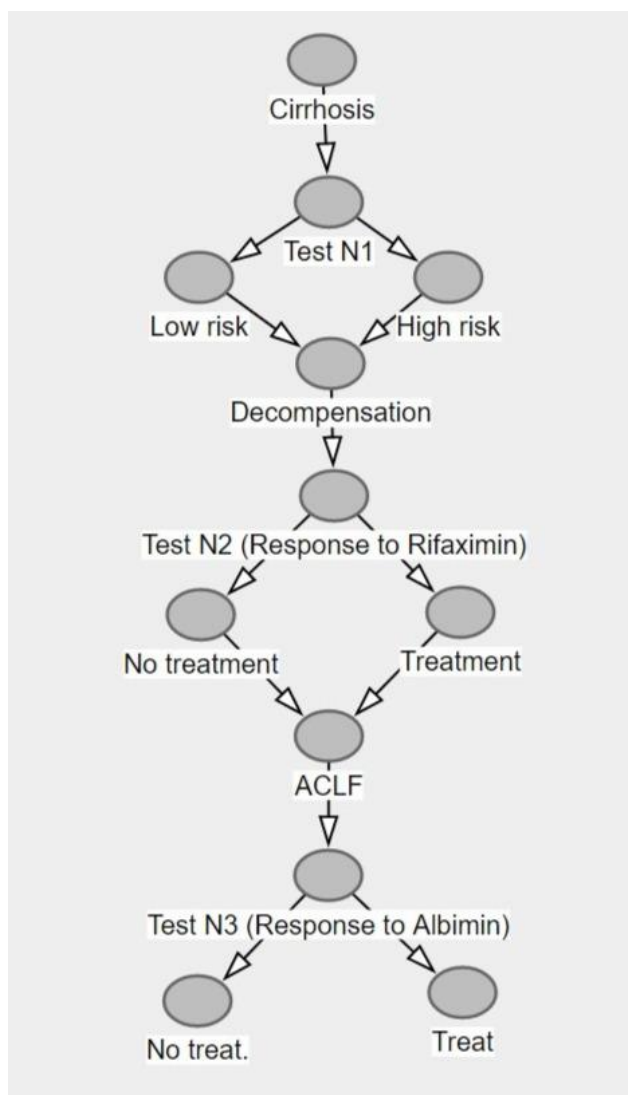 Cirrhosis
Test N1
Low risk
High risk
Decompensation
Test N2 (Response to Rifaximin)
No treatment
Treatment
ACLF
Test N3 (Response to Albimin)
No treat.
Treat